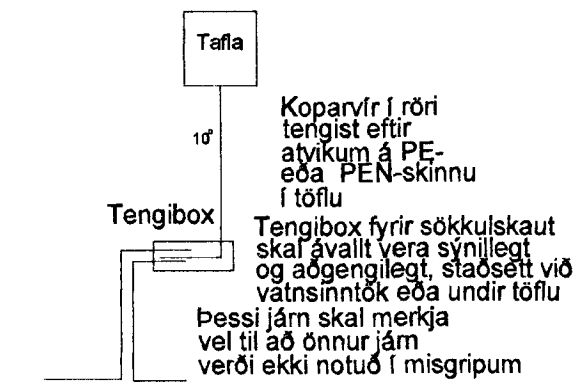 Tafla
10°
Koparvír í röri
tengist eftir
atvikum á PE-
eða PEN-skinnu
í töflu
Tengibox
Tengibox fyrir sökkulskaut
skal ávallt vera sýnillegt
og aðgengilegt, staðsett við
vatnsinntök eða undir töflu
Þessi járn skal merkja
vel til að önnur járn
verði ekki notuð í misgripum